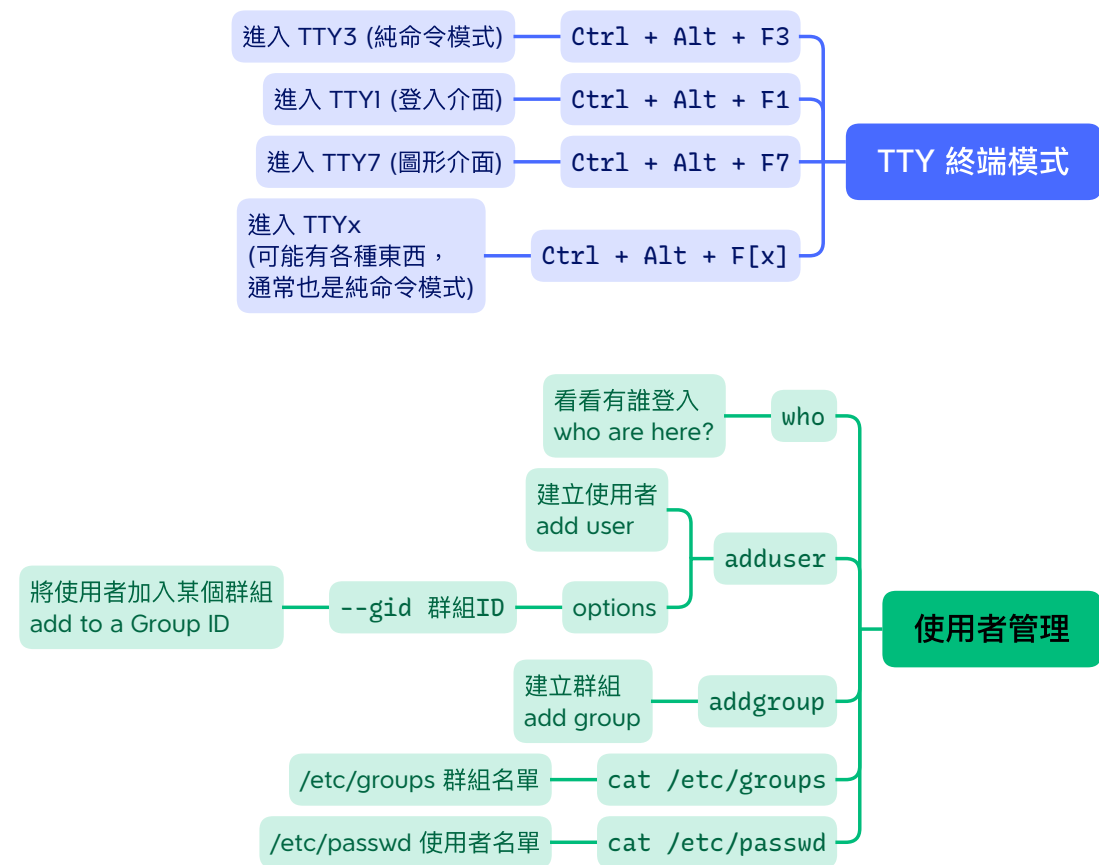 TTY 終端模式
Ctrl + Alt + F3
進入 TTY3 (純命令模式)
Ctrl + Alt + F1
進入 TTY1 (登入介面)
Ctrl + Alt + F7
進入 TTY7 (圖形介面)
Ctrl + Alt + F[x]
進入 TTYx
(可能有各種東西，
通常也是純命令模式)
使用者管理
who
看看有誰登入
who are here?
adduser
建立使用者
add user
options
--gid 群組ID
將使用者加入某個群組
add to a Group ID
addgroup
建立群組
add group
cat /etc/groups
/etc/groups 群組名單
cat /etc/passwd
/etc/passwd 使用者名單